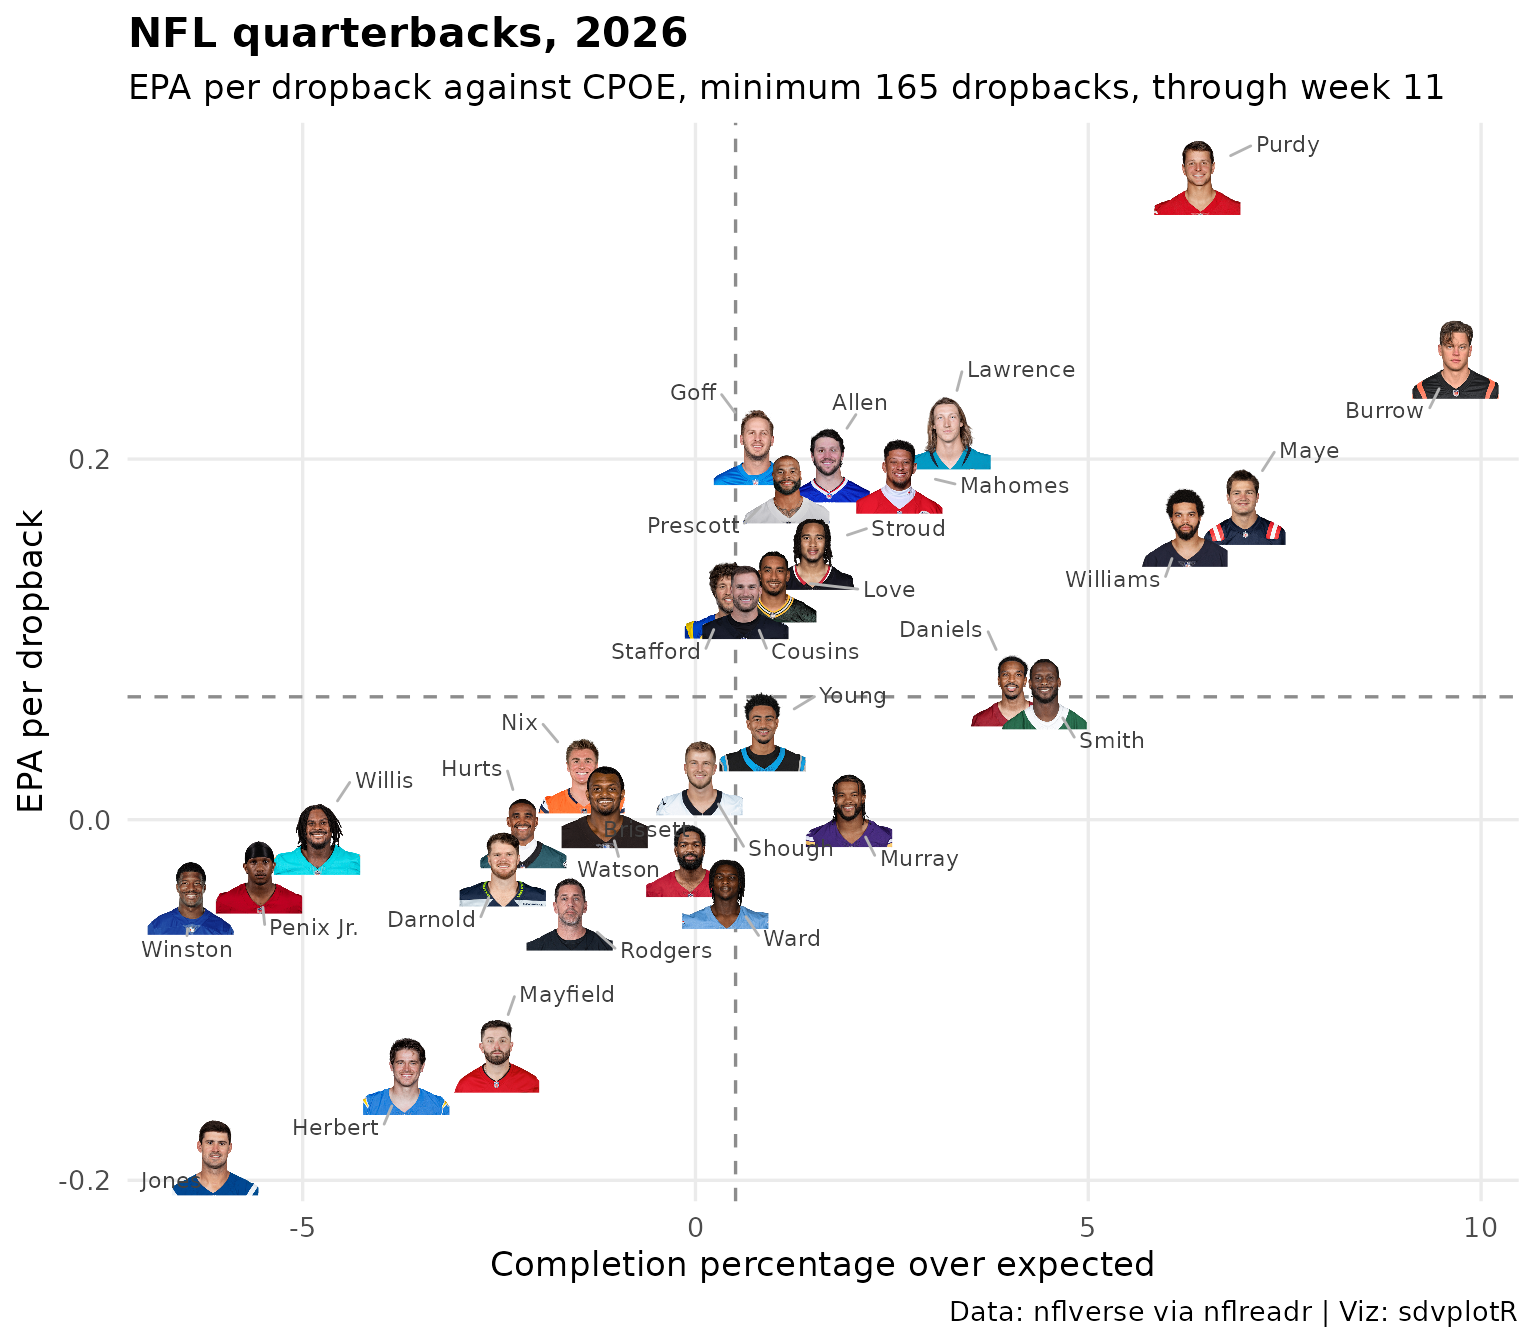 NFL quarterbacks, 2026
EPA per dropback against CPOE, minimum 165 dropbacks, through week 11
Purdy
Lawrence
Goff
Allen
Burrow
Maye
0.2
Mahomes
Prescott
Stroud
Williams
Love
Daniels
Stafford
Cousins
Young
Nix
Smith
Hurts
Willis
EPA per dropback
0.0
Brissett
Shough
Murray
Watson
Darnold
Penix Jr.
Ward
Winston
Rodgers
Mayfield
Herbert
Jones
-0.2
-5
0
5
10
Completion percentage over expected
Data: nflverse via nflreadr | Viz: sdvplotR